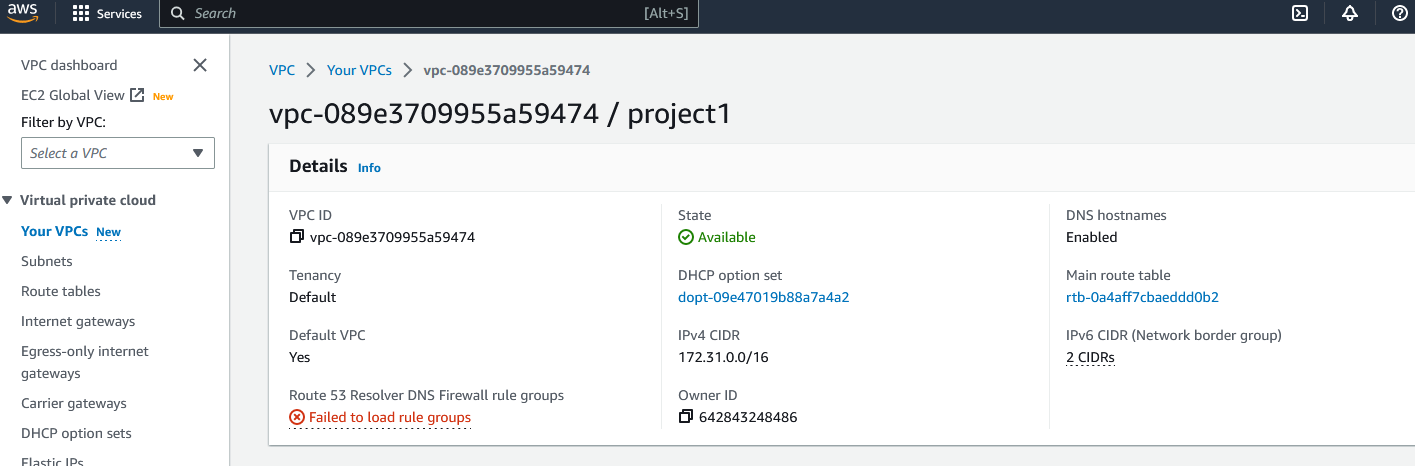 aws
Services
Search [Alt+S]
VPC dashboard
EC2 Global View New
Filter by VPC:
Select a VPC
Virtual private cloud
Your VPCs New
Subnets
Route tables
Internet gateways
Egress-only internet
gateways
Carrier gateways
DHCP option sets
Elastic IPs
VPC > Your VPCs > vpc-089e3709955a59474
vpc-089e3709955a59474 / project1
Details Info
VPC ID
vpc-089e3709955a59474
State
Available
DNS hostnames
Enabled
Tenancy
Default
DHCP option set
dopt-09e47019b88a7a4a2
Main route table
rtb-0a4aff7cbaeddd0b2
Default VPC
Yes
IPv4 CIDR
172.31.0.0/16
IPv6 CIDR (Network border group)
2 CIDRs
Route 53 Resolver DNS Firewall rule groups
Failed to load rule groups
Owner ID
642843248486